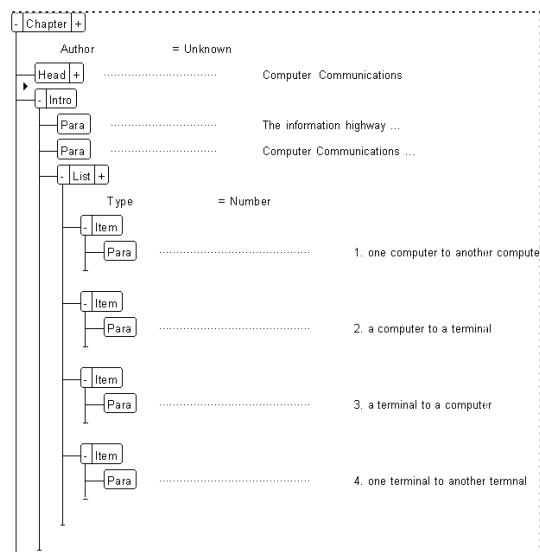 - Chapter +
Author = Unknown
Head + Computer Communications
- Intro
Para The information highway ...
Para Computer Communications ...
- List +
Type = Number
- Item
Para 1. one computer to another compute
- Item
Para 2. a computer to a terminal
- Item
Para 3. a terminal to a computer
- Item
Para 4. one terminal to another termnal